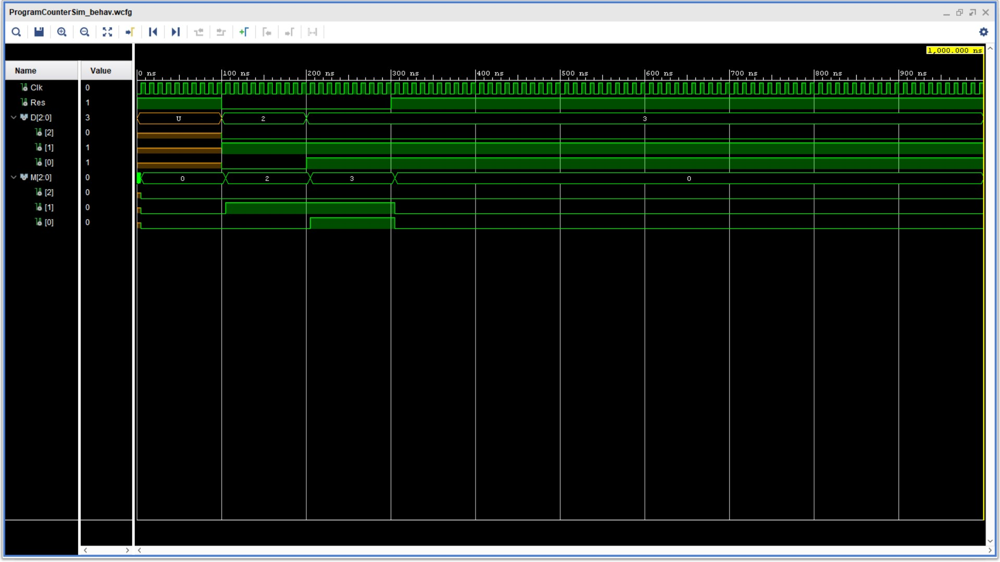 ProgramCounterSim_behav.wcfg
1,000.000 ns
Name Value
0 ns 100 ns 200 ns 300 ns 400 ns 500 ns 600 ns 700 ns 800 ns 900 ns
Clk 0
Res 1
D[2:0] 3 U 2 3
[2] 0
[1] 1
[0] 1
M[2:0] 0 0 2 3 0
[2] 0
[1] 0
[0] 0